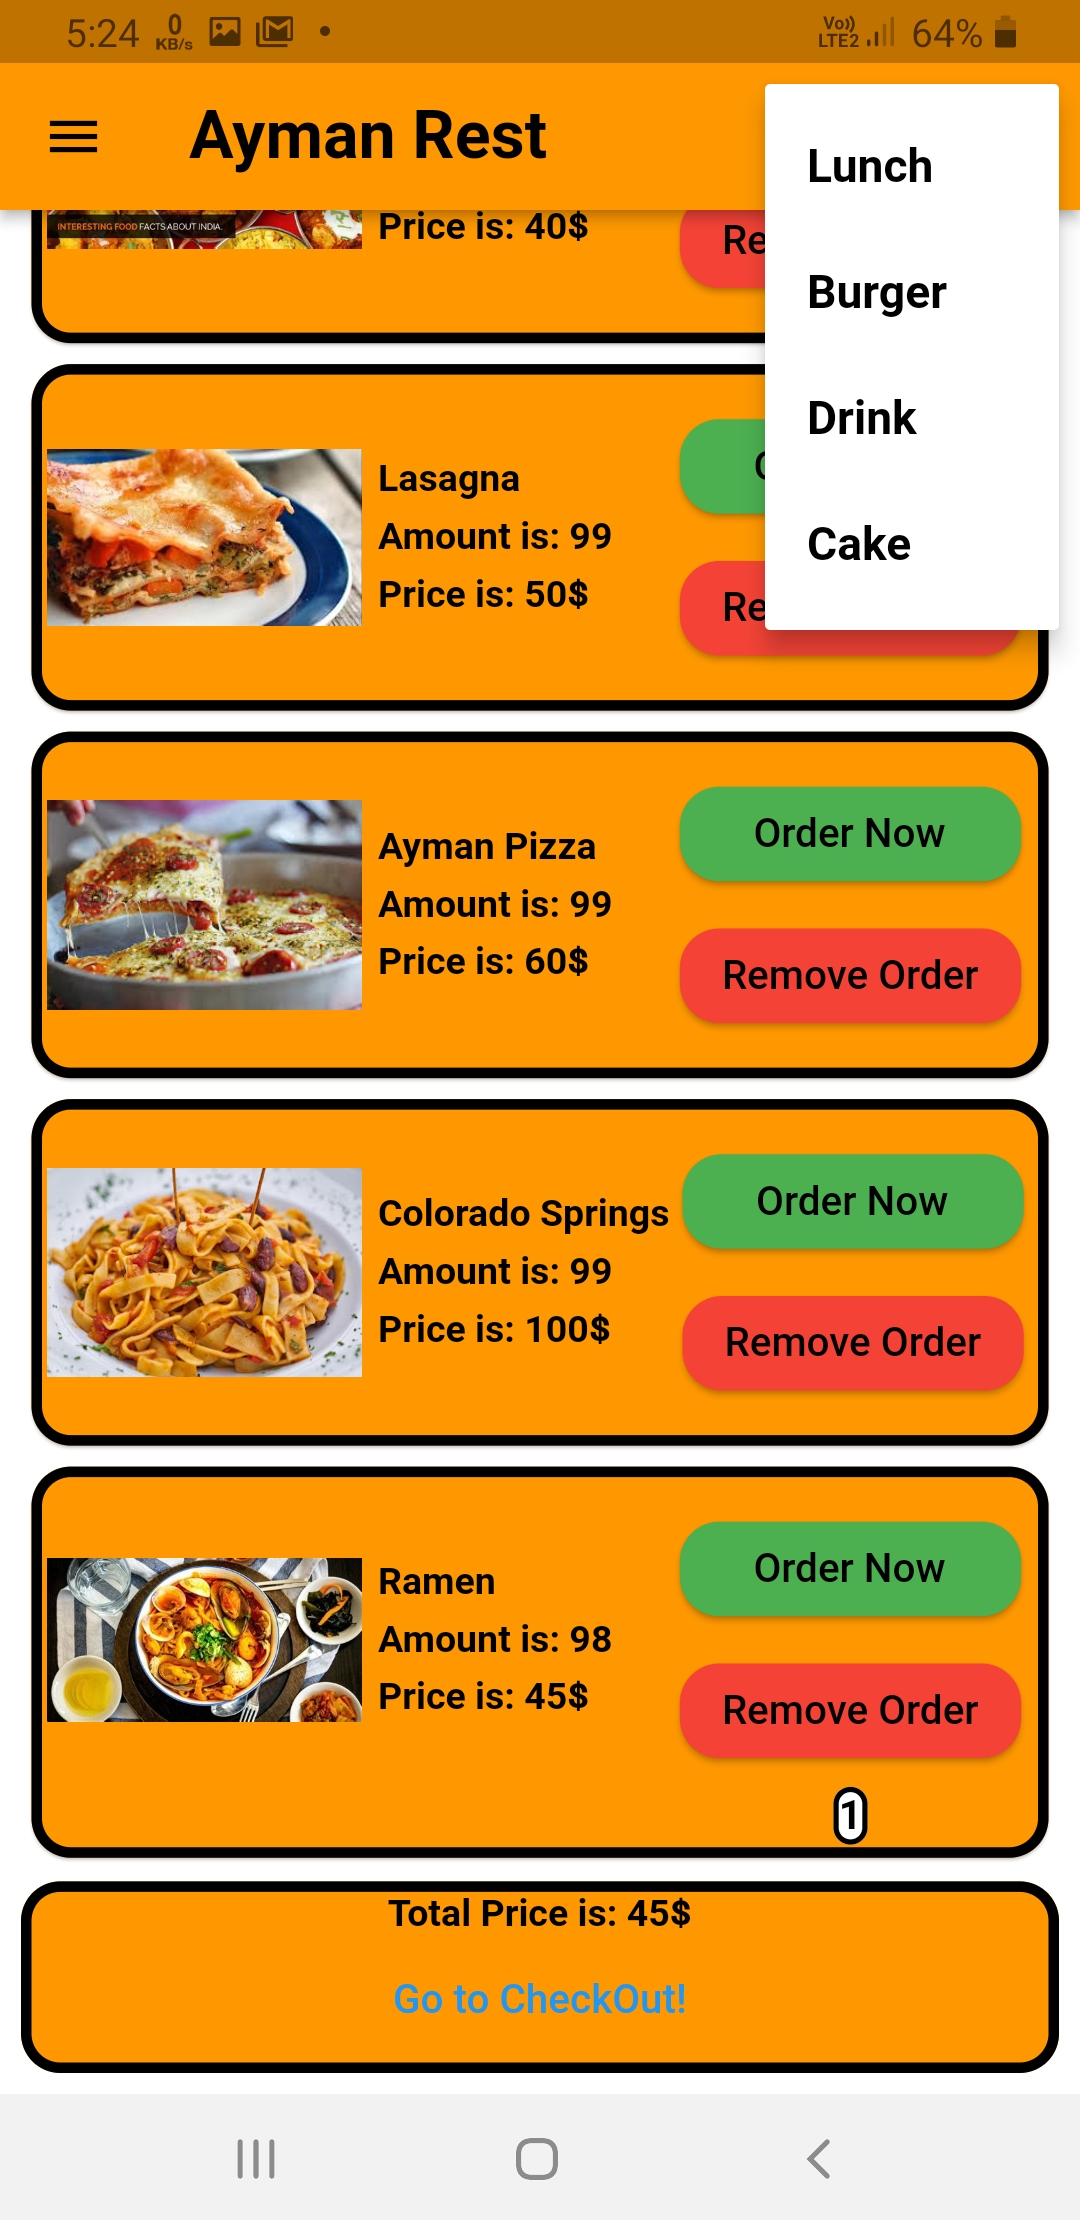 5:24
0
KB/s
Vo))
LTE2
64%
Ayman Rest
Lunch
Burger
Drink
Cake
INTERESTING FOOD FACTS ABOUT INDIA.
Price is: 40$
Re
Lasagna
Amount is: 99
Price is: 50$
Re
Ayman Pizza
Amount is: 99
Price is: 60$
Order Now
Remove Order
Colorado Springs
Amount is: 99
Price is: 100$
Order Now
Remove Order
Ramen
Amount is: 98
Price is: 45$
Order Now
Remove Order
1
Total Price is: 45$
Go to CheckOut!